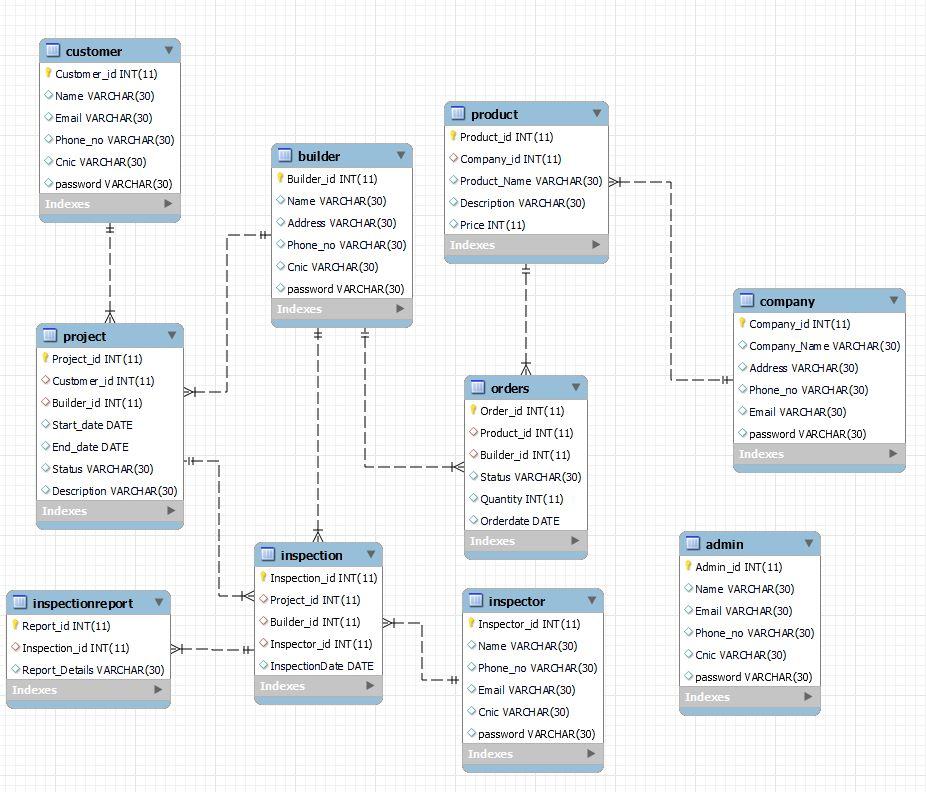 customer
Customer_id INT(11)
Name VARCHAR(30)
Email VARCHAR(30)
Phone_no VARCHAR(30)
Cnic VARCHAR(30)
password VARCHAR(30)
Indexes
builder
Builder_id INT(11)
Name VARCHAR(30)
Address VARCHAR(30)
Phone_no VARCHAR(30)
Cnic VARCHAR(30)
password VARCHAR(30)
Indexes
product
Product_id INT(11)
Company_id INT(11)
Product_Name VARCHAR(30)
Description VARCHAR(30)
Price INT(11)
Indexes
company
Company_id INT(11)
Company_Name VARCHAR(30)
Address VARCHAR(30)
Phone_no VARCHAR(30)
Email VARCHAR(30)
password VARCHAR(30)
Indexes
project
Project_id INT(11)
Customer_id INT(11)
Builder_id INT(11)
Start_date DATE
End_date DATE
Status VARCHAR(30)
Description VARCHAR(30)
Indexes
orders
Order_id INT(11)
Product_id INT(11)
Builder_id INT(11)
Status VARCHAR(30)
Quantity INT(11)
Orderdate DATE
Indexes
inspection
Inspection_id INT(11)
Project_id INT(11)
Builder_id INT(11)
Inspector_id INT(11)
InspectionDate DATE
Indexes
admin
Admin_id INT(11)
Name VARCHAR(30)
Email VARCHAR(30)
Phone_no VARCHAR(30)
Cnic VARCHAR(30)
password VARCHAR(30)
Indexes
inspectionreport
Report_id INT(11)
Inspection_id INT(11)
Report_Details VARCHAR(30)
Indexes
inspector
Inspector_id INT(11)
Name VARCHAR(30)
Phone_no VARCHAR(30)
Email VARCHAR(30)
Cnic VARCHAR(30)
password VARCHAR(30)
Indexes